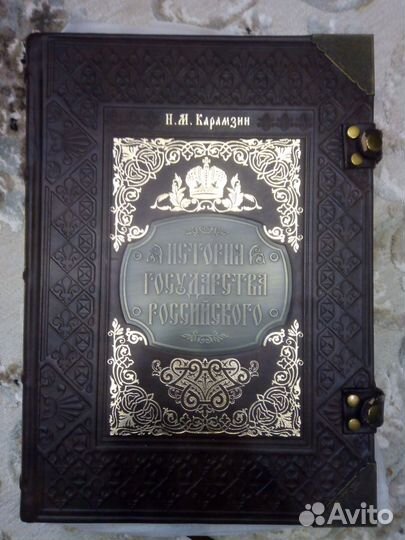 Н.М. Карамзин
ИСТОРИЯ
ГОСУДАРСТВА
РОССИЙСКОГО
Avito